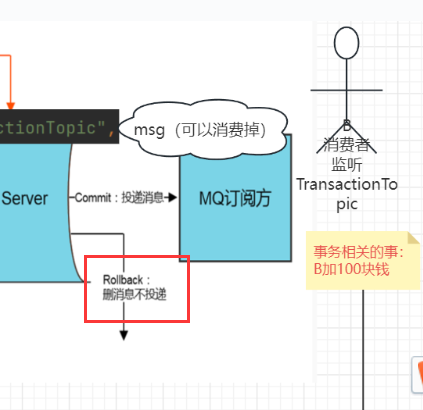 ctionTopic",
msg（可以消费掉）
B
消费者
监听
TransactionTo
pic
Server
Commit：投递消息
MQ订阅方
事务相关的事：
B加100块钱
Rollback：
删消息不投递